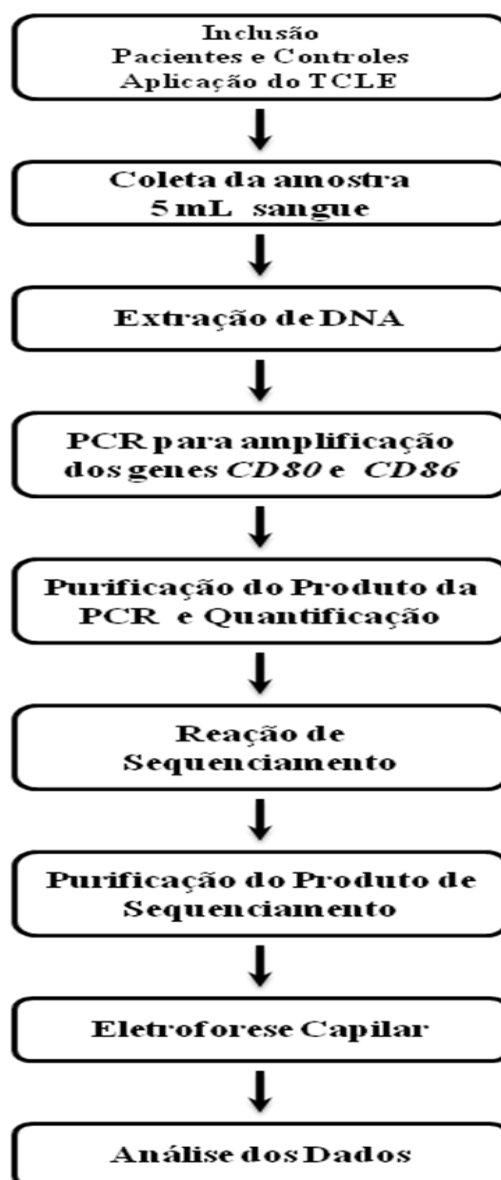 Inclusão
Pacientes e Controles
Aplicação do TCLE
Coleta da amostra
5 mL sangue
Extração de DNA
PCR para amplificação
dos genes CD80 e CD86
Purificação do Produto da
PCR e Quantificação
Reação de
Sequenciamento
Purificação do Produto de
Sequenciamento
Eletroforese Capilar
Análise dos Dados